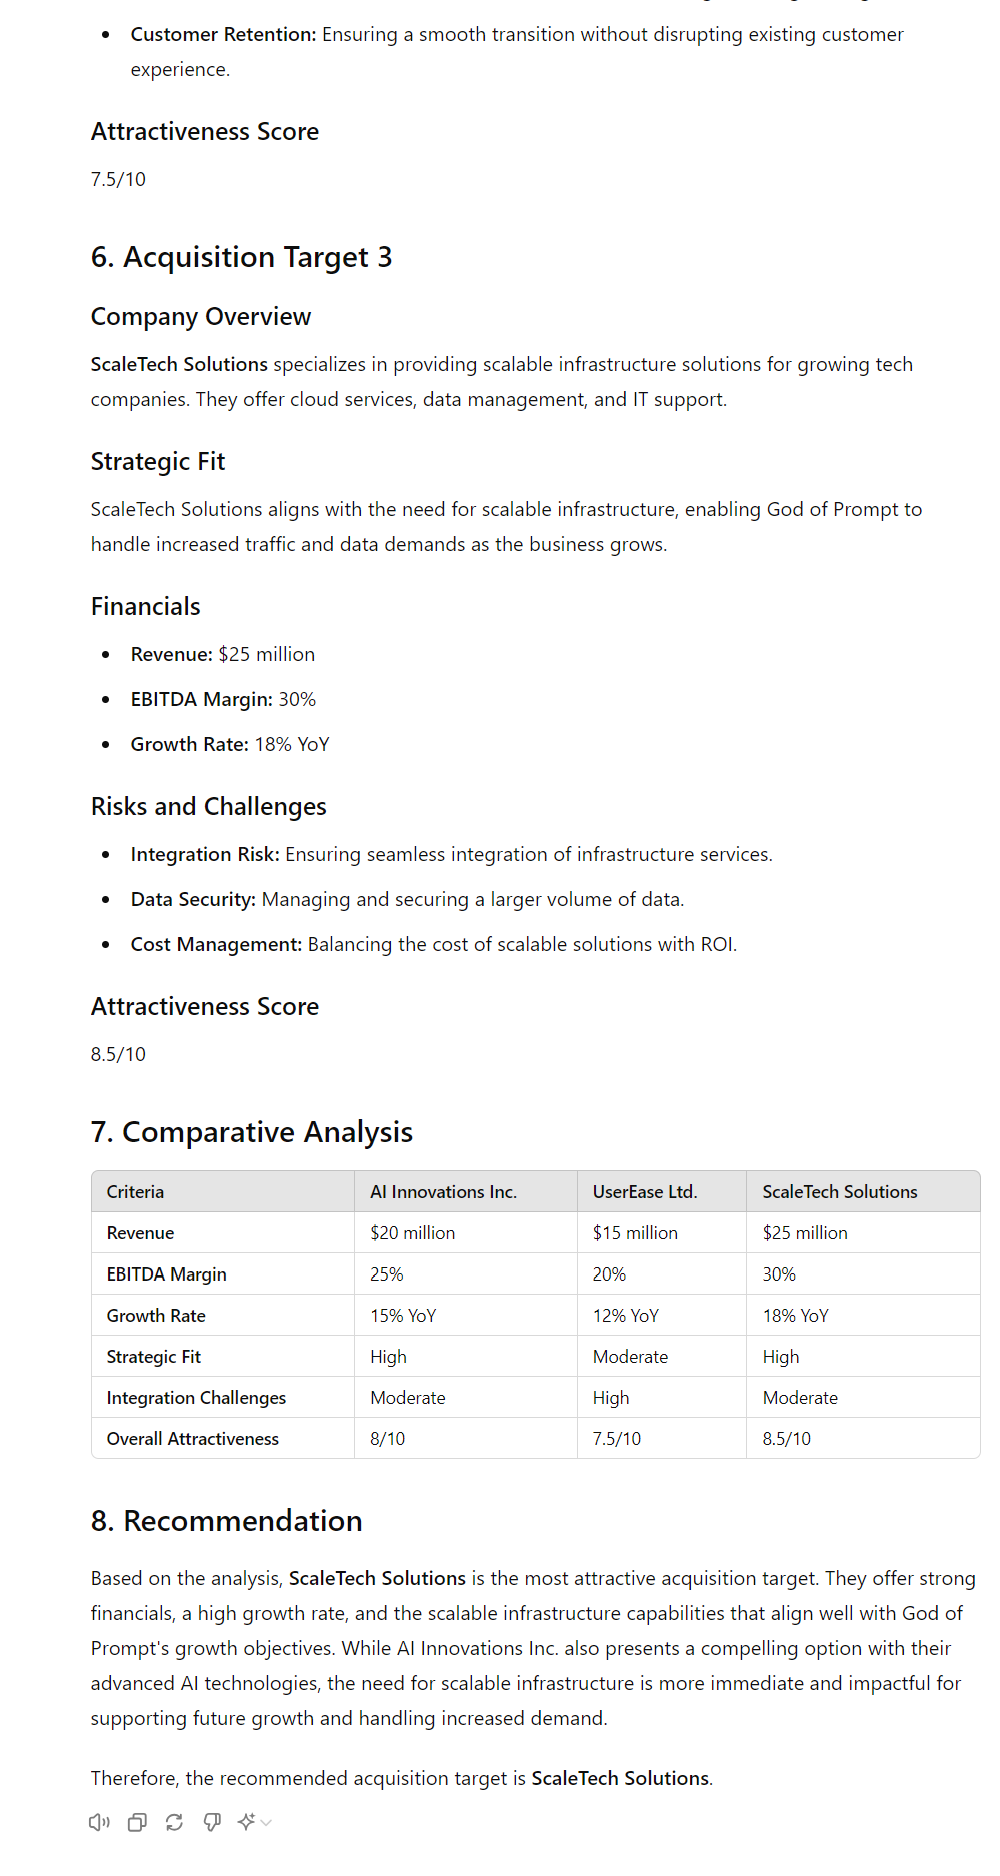 Customer Retention: Ensuring a smooth transition without disrupting existing customer
experience.
Attractiveness Score
7.5/10
6. Acquisition Target 3
Company Overview
ScaleTech Solutions specializes in providing scalable infrastructure solutions for growing tech
companies. They offer cloud services, data management, and IT support.
Strategic Fit
ScaleTech Solutions aligns with the need for scalable infrastructure, enabling God of Prompt to
handle increased traffic and data demands as the business grows.
Financials
Revenue: $25 million
EBITDA Margin: 30%
Growth Rate: 18% YoY
Risks and Challenges
Integration Risk: Ensuring seamless integration of infrastructure services.
Data Security: Managing and securing a larger volume of data.
Cost Management: Balancing the cost of scalable solutions with ROI.
Attractiveness Score
8.5/10
7. Comparative Analysis
Criteria AI Innovations Inc. UserEase Ltd. ScaleTech Solutions
Revenue $20 million $15 million $25 million
EBITDA Margin 25% 20% 30%
Growth Rate 15% YoY 12% YoY 18% YoY
Strategic Fit High Moderate High
Integration Challenges Moderate High Moderate
Overall Attractiveness 8/10 7.5/10 8.5/10
8. Recommendation
Based on the analysis, ScaleTech Solutions is the most attractive acquisition target. They offer strong
financials, a high growth rate, and the scalable infrastructure capabilities that align well with God of
Prompt's growth objectives. While AI Innovations Inc. also presents a compelling option with their
advanced AI technologies, the need for scalable infrastructure is more immediate and impactful for
supporting future growth and handling increased demand.
Therefore, the recommended acquisition target is ScaleTech Solutions.